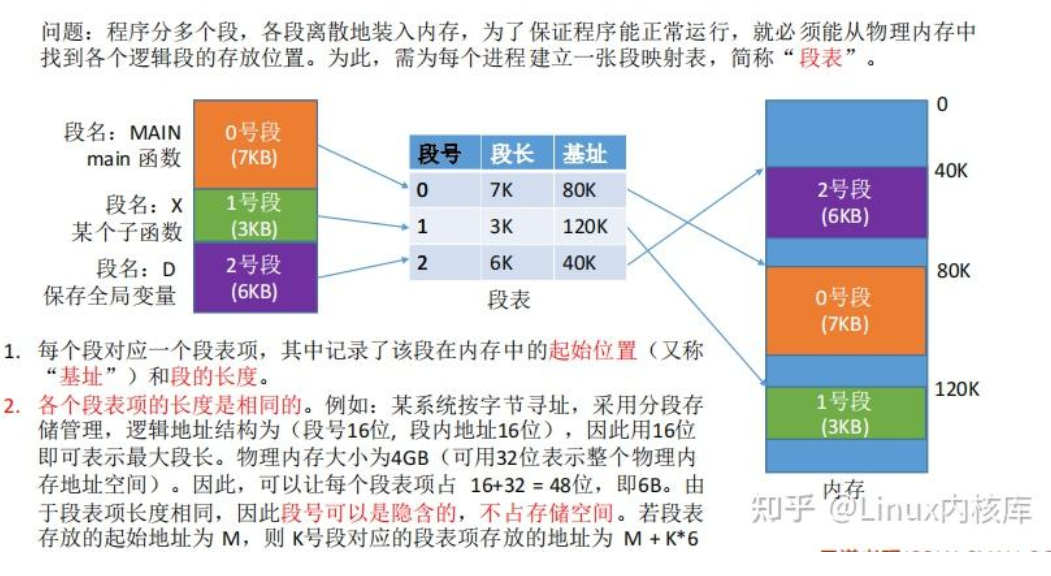 问题：程序分多个段，各段离散地装入内存，为了保证程序能正常运行，就必须能从物理内存中
找到各个逻辑段的存放位置。为此，需为每个进程建立一张段映射表，简称“段表”。
段名：MAIN
main 函数
段名：X
某个子函数
段名：D
保存全局变量
0号段
(7KB)
1号段
(3KB)
2号段
(6KB)
段号 段长 基址
0 7K 80K
1 3K 120K
2 6K 40K
段表
0
40K
2号段
(6KB)
80K
0号段
(7KB)
120K
1号段
(3KB)
内存
1. 每个段对应一个段表项，其中记录了该段在内存中的起始位置（又称
“基址”）和段的长度。
2. 各个段表项的长度是相同的。例如：某系统按字节寻址，采用分段存
储管理，逻辑地址结构为（段号16位, 段内地址16位），因此用16位
即可表示最大段长。物理内存大小为4GB（可用32位表示整个物理内
存地址空间）。因此，可以让每个段表项占 16+32 = 48位，即6B。由
于段表项长度相同，因此段号可以是隐含的，不占存储空间。若段表
存放的起始地址为 M，则 K号段对应的段表项存放的地址为 M + K*6
知乎 @Linux内核库